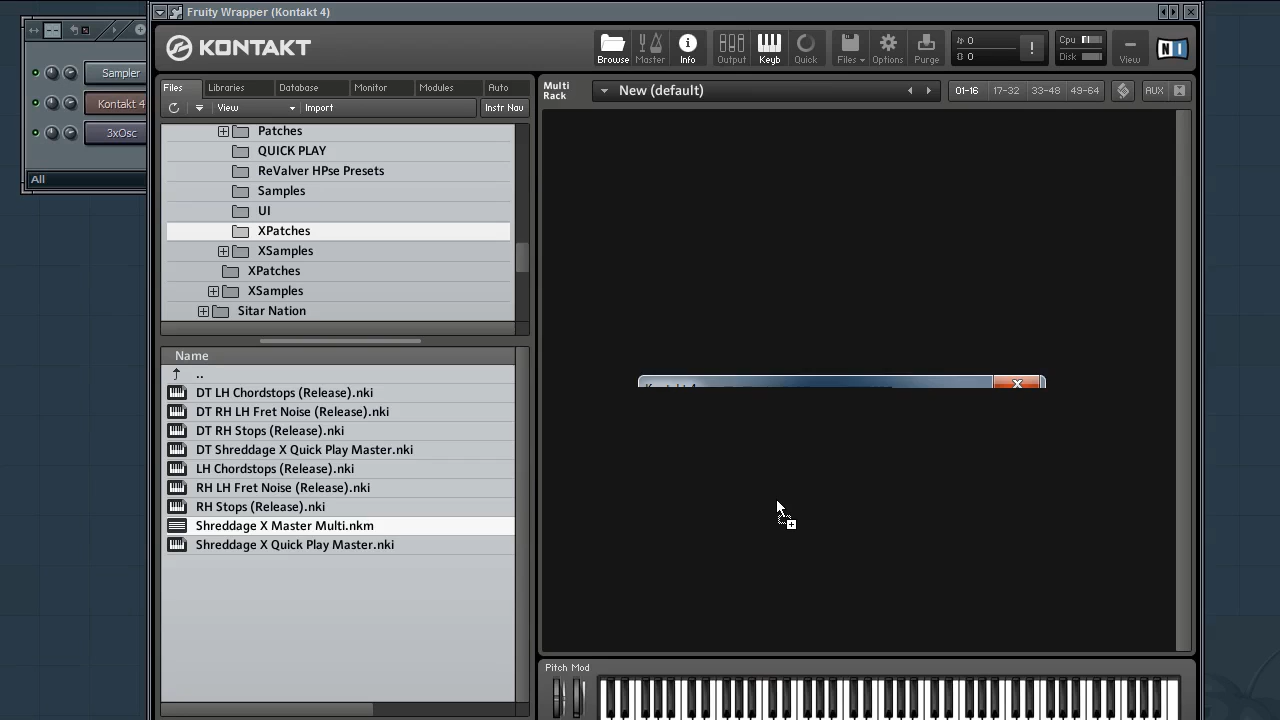 Fruity Wrapper (Kontakt 4)
Sampler
Kontakt 4
3xOsc
All
KONTAKT
Browse
Master
Info
Output
Keyb
Quick
Files
Options
Purge
0
0
!
Cpu
Disk
View
NI
Files
Libraries
Database
Monitor
Modules
Auto
View
Import
Instr Nav
Patches
QUICK PLAY
ReValver HPse Presets
Samples
UI
XPatches
XSamples
XPatches
XSamples
Sitar Nation
Name
..
DT LH Chordstops (Release).nki
DT RH LH Fret Noise (Release).nki
DT RH Stops (Release).nki
DT Shreddage X Quick Play Master.nki
LH Chordstops (Release).nki
RH LH Fret Noise (Release).nki
RH Stops (Release).nki
Shreddage X Master Multi.nkm
Shreddage X Quick Play Master.nki
Multi
Rack
New (default)
01-16
17-32
33-48
49-64
AUX
Kontakt 4
Pitch Mod